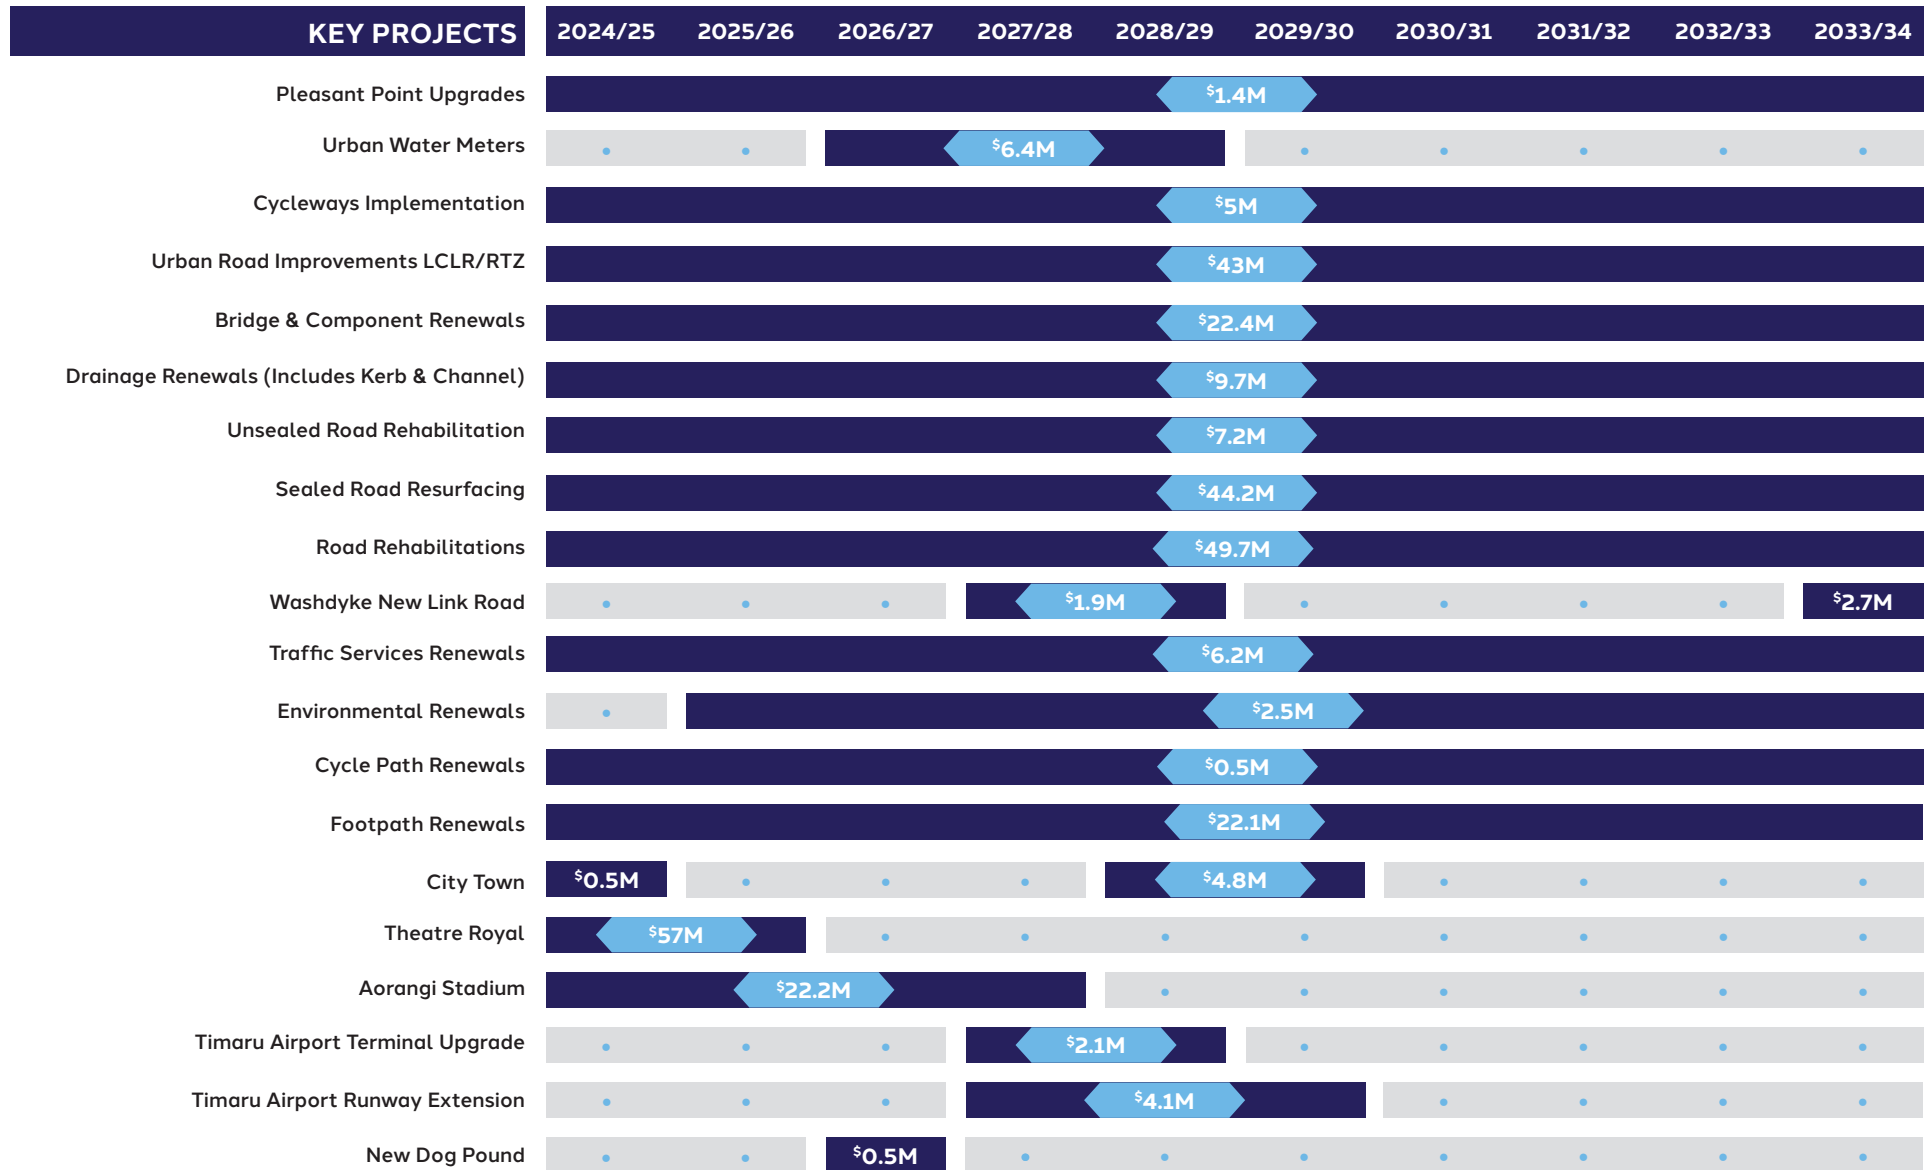 KEY PROJECTS 2024/25 2025/26 2026/27 2027/28 2028/29 2029/30 2030/31 2031/32 2032/33 2033/34
Pleasant Point Upgrades $1.4M
Urban Water Meters $6.4M
Cycleways Implementation $5M
Urban Road Improvements LCLR/RTZ $43M
Bridge & Component Renewals $22.4M
Drainage Renewals (Includes Kerb & Channel) $9.7M
Unsealed Road Rehabilitation $7.2M
Sealed Road Resurfacing $44.2M
Road Rehabilitations $49.7M
Washdyke New Link Road $1.9M $2.7M
Traffic Services Renewals $6.2M
Environmental Renewals $2.5M
Cycle Path Renewals $0.5M
Footpath Renewals $22.1M
City Town $0.5M $4.8M
Theatre Royal $57M
Aorangi Stadium $22.2M
Timaru Airport Terminal Upgrade $2.1M
Timaru Airport Runway Extension $4.1M
New Dog Pound $0.5M